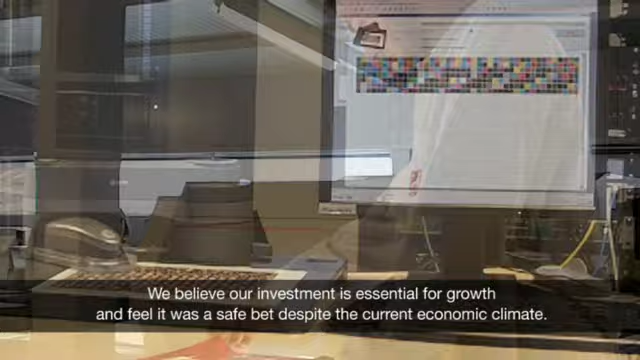 We believe our investment is essential for growth
and feel it was a safe bet despite the current economic climate.